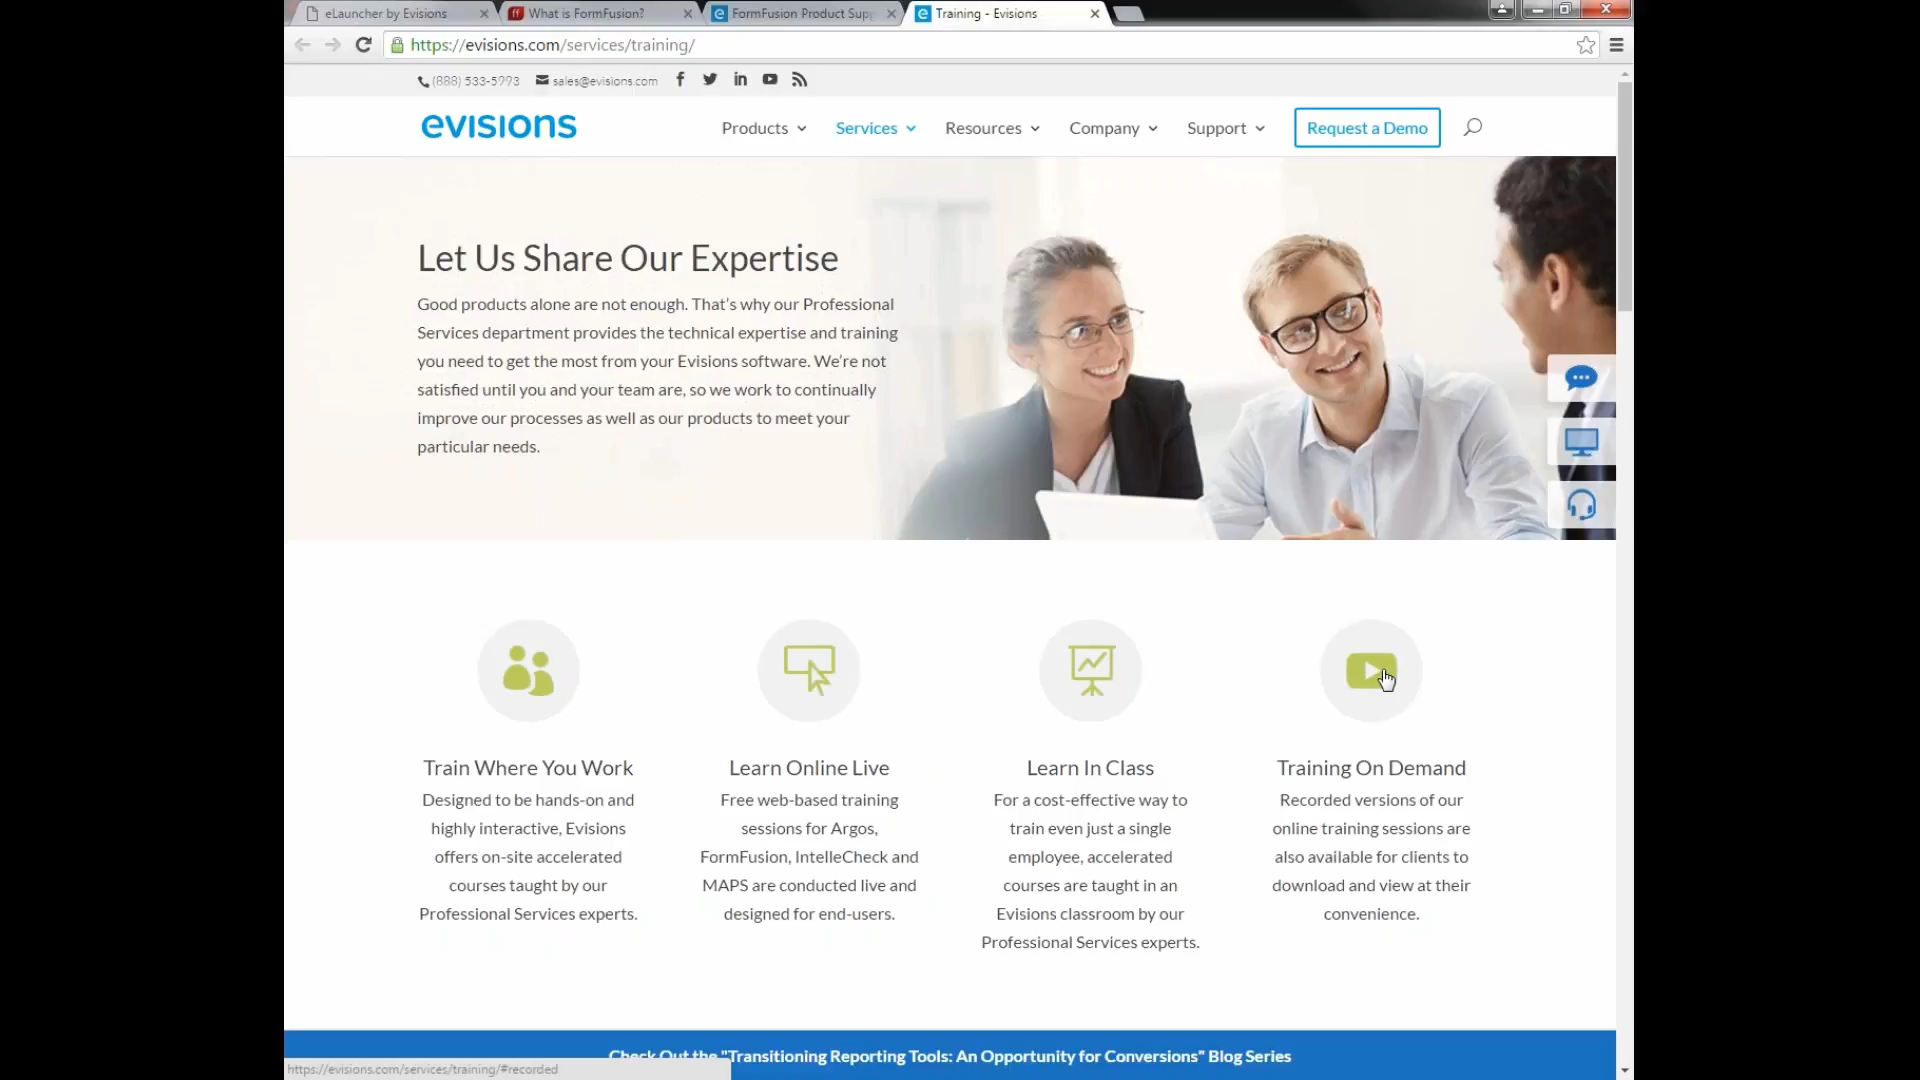 eLauncher by Evisions
What is FormFusion?
FormFusion Product Supp
Training - Evisions
https://evisions.com/services/training/
(888) 533-5993
sales@evisions.com
evisions
Products
Services
Resources
Company
Support
Request a Demo
Let Us Share Our Expertise
Good products alone are not enough. That's why our Professional
Services department provides the technical expertise and training
you need to get the most from your Evisions software. We're not
satisfied until you and your team are, so we work to continually
improve our processes as well as our products to meet your
particular needs.
Train Where You Work
Designed to be hands-on and
highly interactive, Evisions
offers on-site accelerated
courses taught by our
Professional Services experts.
Learn Online Live
Free web-based training
sessions for Argos,
FormFusion, IntelleCheck and
MAPS are conducted live and
designed for end-users.
Learn In Class
For a cost-effective way to
train even just a single
employee, accelerated
courses are taught in an
Evisions classroom by our
Professional Services experts.
Training On Demand
Recorded versions of our
online training sessions are
also available for clients to
download and view at their
convenience.
Check Out the "Transitioning Reporting Tools: An Opportunity for Conversions" Blog Series
https://evisions.com/services/training/#recorded